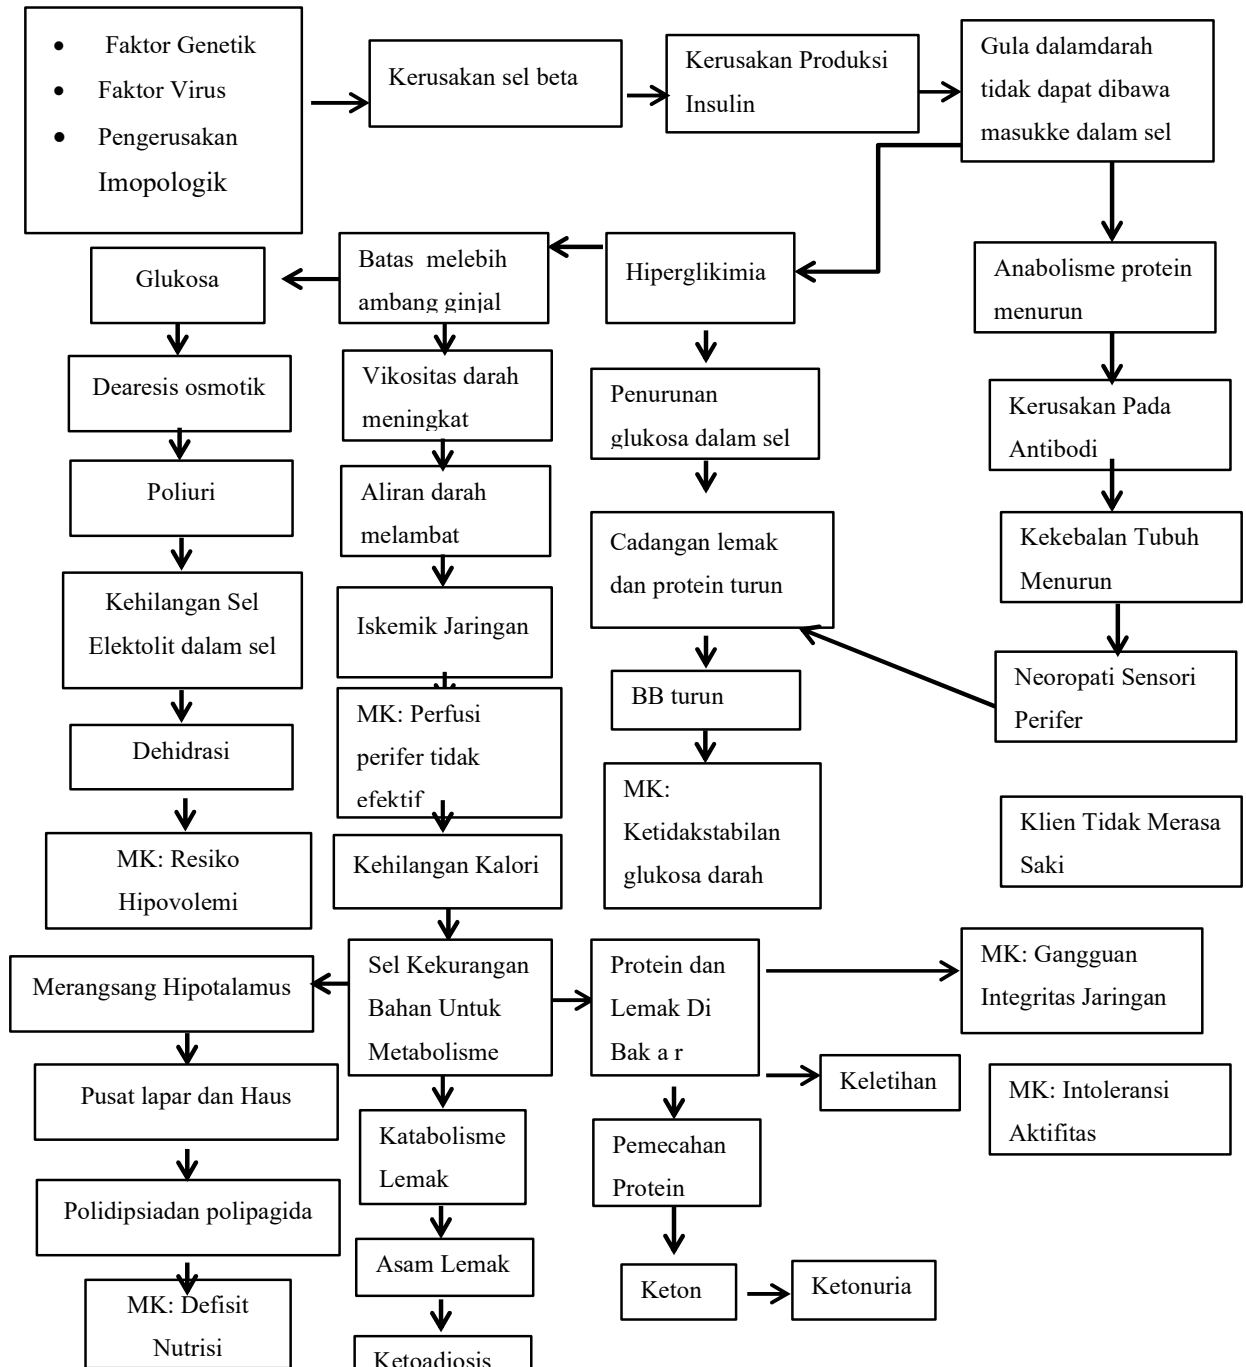 Faktor Genetik
Faktor Virus
Pengerusakan
Imopologik
Kerusakan sel beta
Kerusakan Produksi
Insulin
Gula dalamdarah
tidak dapat dibawa
masukke dalam sel
Glukosa
Batas melebih
ambang ginjal
Hiperglikimia
Anabolisme protein
menurun
Dearesis osmotik
Vikositas darah
meningkat
Penurunan
glukosa dalam sel
Kerusakan Pada
Antibodi
Poliuri
Aliran darah
melambat
Cadangan lemak
dan protein turun
Kekebalan Tubuh
Menurun
Kehilangan Sel
Elektolit dalam sel
Iskemik Jaringan
BB turun
Neoropati Sensori
Perifer
Dehidrasi
MK: Perfusi
perifer tidak
efektif
MK:
Ketidakstabilan
glukosa darah
Klien Tidak Merasa
Saki
MK: Resiko
Hipovolemi
Kehilangan Kalori
Merangsang Hipotalamus
Sel Kekurangan
Bahan Untuk
Metabolisme
Protein dan
Lemak Di
Bak a r
MK: Gangguan
Integritas Jaringan
Pusat lapar dan Haus
Katabolisme
Lemak
Pemecahan
Protein
Keletihan
MK: Intoleransi
Aktifitas
Polidipsiadan polipagida
Asam Lemak
Keton
Ketonuria
MK: Defisit
Nutrisi
Ketoadiosis